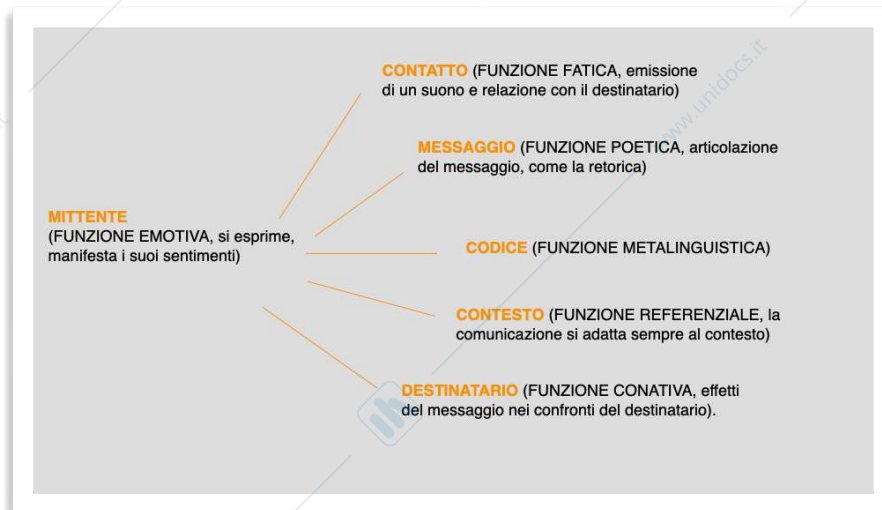 CONTATTO (FUNZIONE FATICA, emissione
di un suono e relazione con il destinatario)
MESSAGGIO (FUNZIONE POETICA, articolazione
del messaggio, come la retorica)
MITTENTE
(FUNZIONE EMOTIVA, si esprime,
manifesta i suoi sentimenti)
CODICE (FUNZIONE METALINGUISTICA)
CONTESTO (FUNZIONE REFERENZIALE, la
comunicazione si adatta sempre al contesto)
DESTINATARIO (FUNZIONE CONATIVA, effetti
del messaggio nei confronti del destinatario).
www.unidocs.it